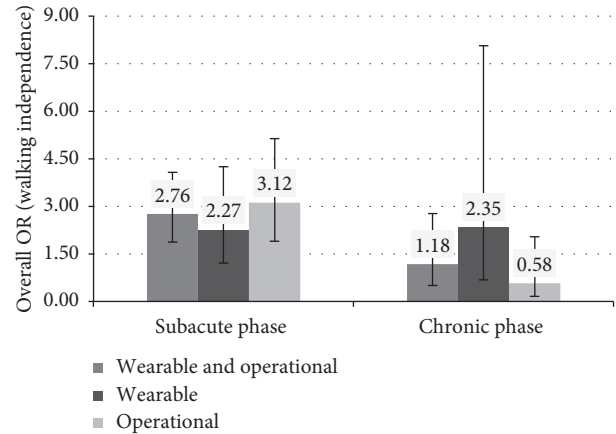 Overall OR (walking independence)
9.00
7.50
6.00
4.50
3.00
1.50
0.00
2.76
2.27
3.12
1.18
2.35
0.58
Subacute phase
Chronic phase
Wearable and operational
Wearable
Operational